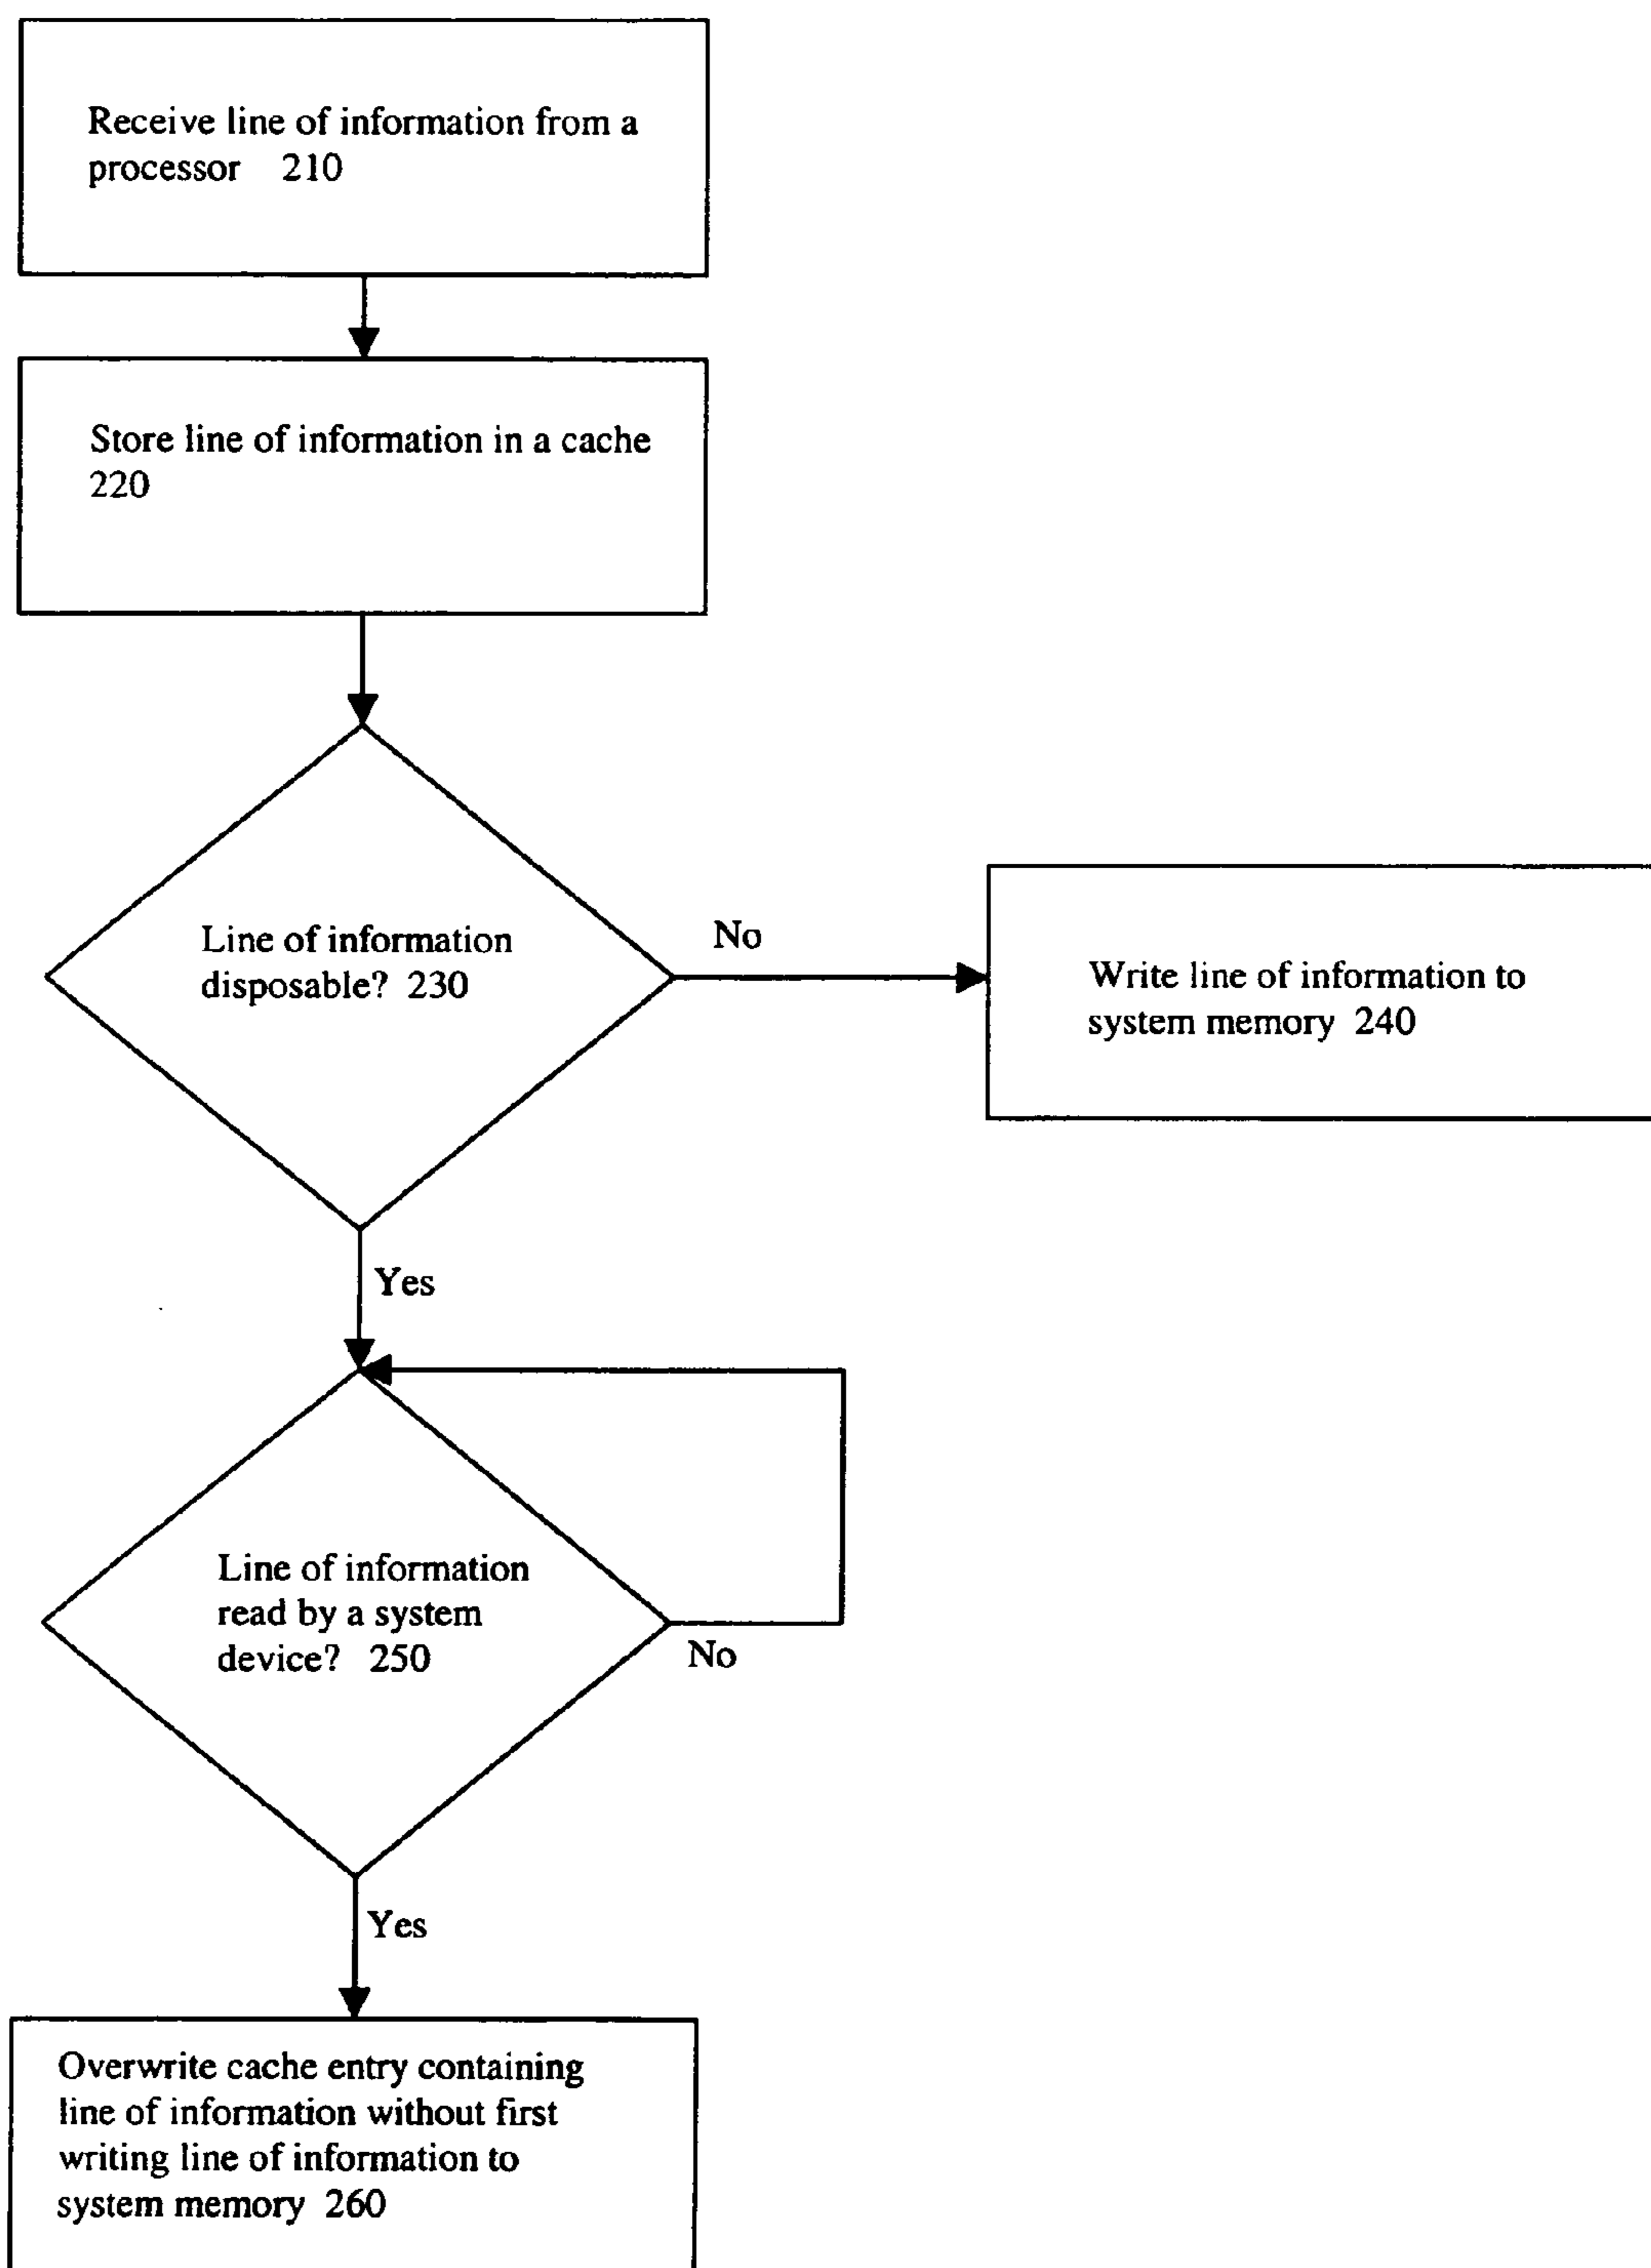 Receive line of information from a
processor 210
Store line of information in a cache
220
Line of information
disposable? 230
No
Write line of information to
system memory 240
Yes
Line of information
read by a system
device? 250
No
Yes
Overwrite cache entry containing
line of information without first
writing line of information to
system memory 260